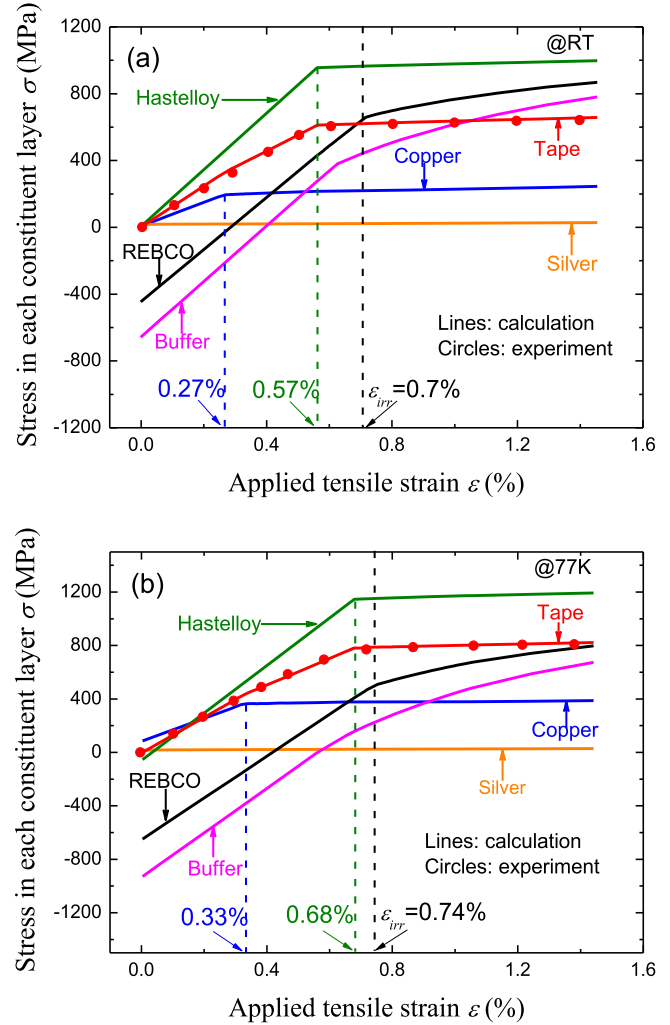 (a)
@RT
Stress in each constituent layer σ (MPa)
1200
800
400
0
-400
-800
-1200
Hastelloy
Copper
Tape
REBCO
Silver
Buffer
Lines: calculation
Circles: experiment
0.27%
0.57%
εirr=0.7%
0.0
0.4
0.8
1.2
1.6
Applied tensile strain ε (%)
(b)
@77K
Stress in each constituent layer σ (MPa)
1200
800
400
0
-400
-800
-1200
Hastelloy
Tape
Copper
REBCO
Silver
Buffer
Lines: calculation
Circles: experiment
0.33%
0.68%
εirr=0.74%
0.0
0.4
0.8
1.2
1.6
Applied tensile strain ε (%)